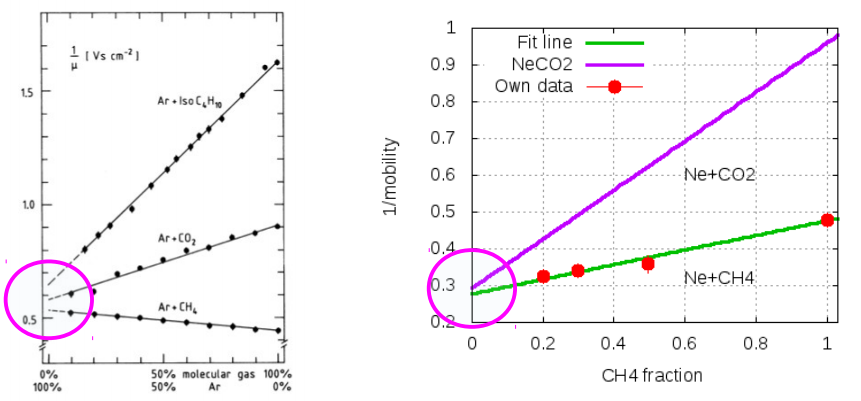 1/μ [ Vs cm⁻²]
1.5
1.0
0.5
Ar + Iso C₄H₁₀
Ar + CO₂
Ar + CH₄
0% 50% molecular gas 100%
100% 50% Ar 0%
1
0.9
0.8
0.7
0.6
0.5
0.4
0.3
0.2
1/mobility
Fit line
NeCO2
Own data
Ne+CO2
Ne+CH4
0 0.2 0.4 0.6 0.8 1
CH4 fraction